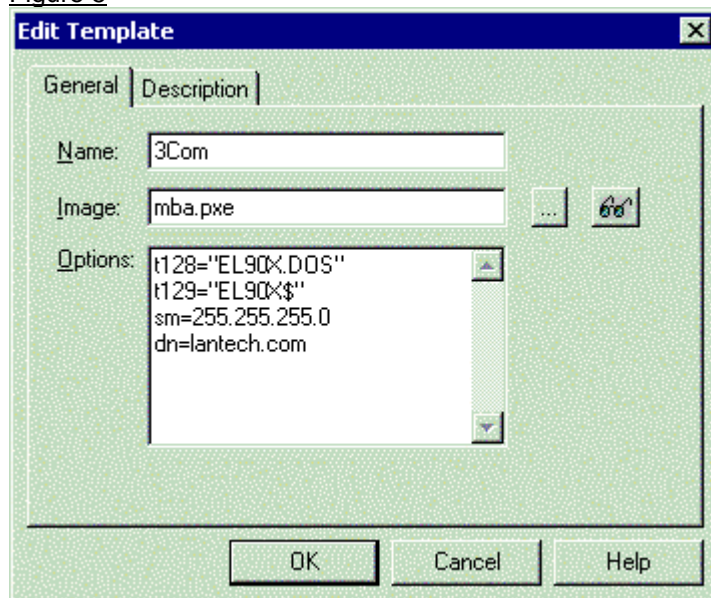 Edit Template
General Description
Name: 3Com
Image: mba.pxe ...
Options: t128="EL90X.DOS"
t129="EL90X$"
sm=255.255.255.0
dn=lantech.com
OK Cancel Help